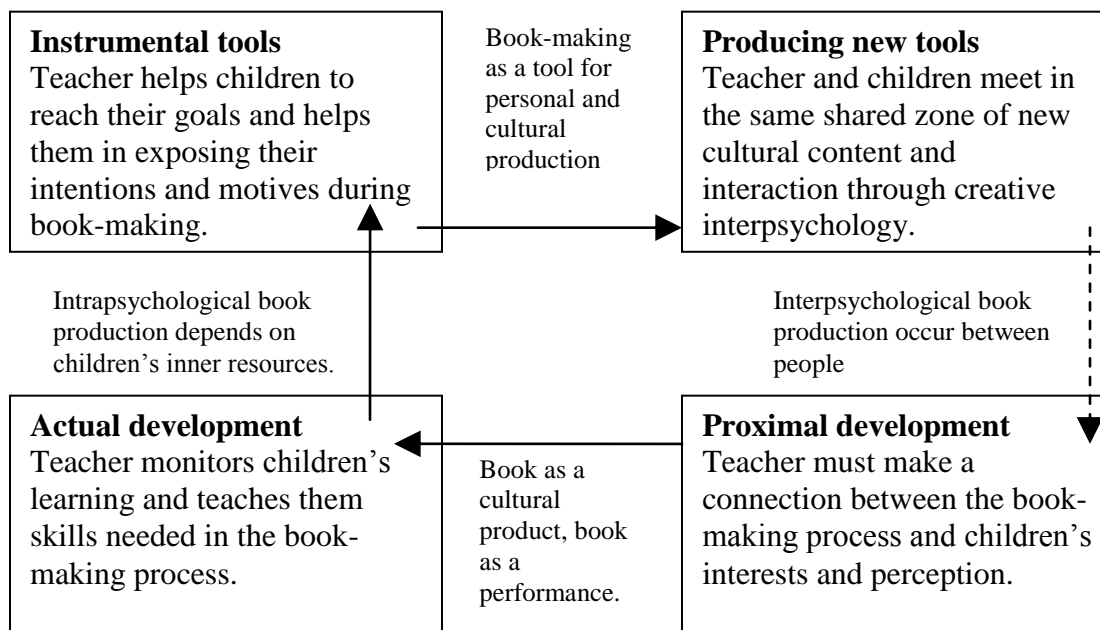 Instrumental tools
Teacher helps children to
reach their goals and helps
them in exposing their
intentions and motives during
book-making.
Book-making
as a tool for
personal and
cultural
production
Producing new tools
Teacher and children meet in
the same shared zone of new
cultural content and
interaction through creative
interpsychology.
Intrapsychological book
production depends on
children’s inner resources.
Interpsychological book
production occur between
people
Actual development
Teacher monitors children’s
learning and teaches them
skills needed in the book-
making process.
Book as a
cultural
product, book
as a
performance.
Proximal development
Teacher must make a
connection between the book-
making process and children’s
interests and perception.